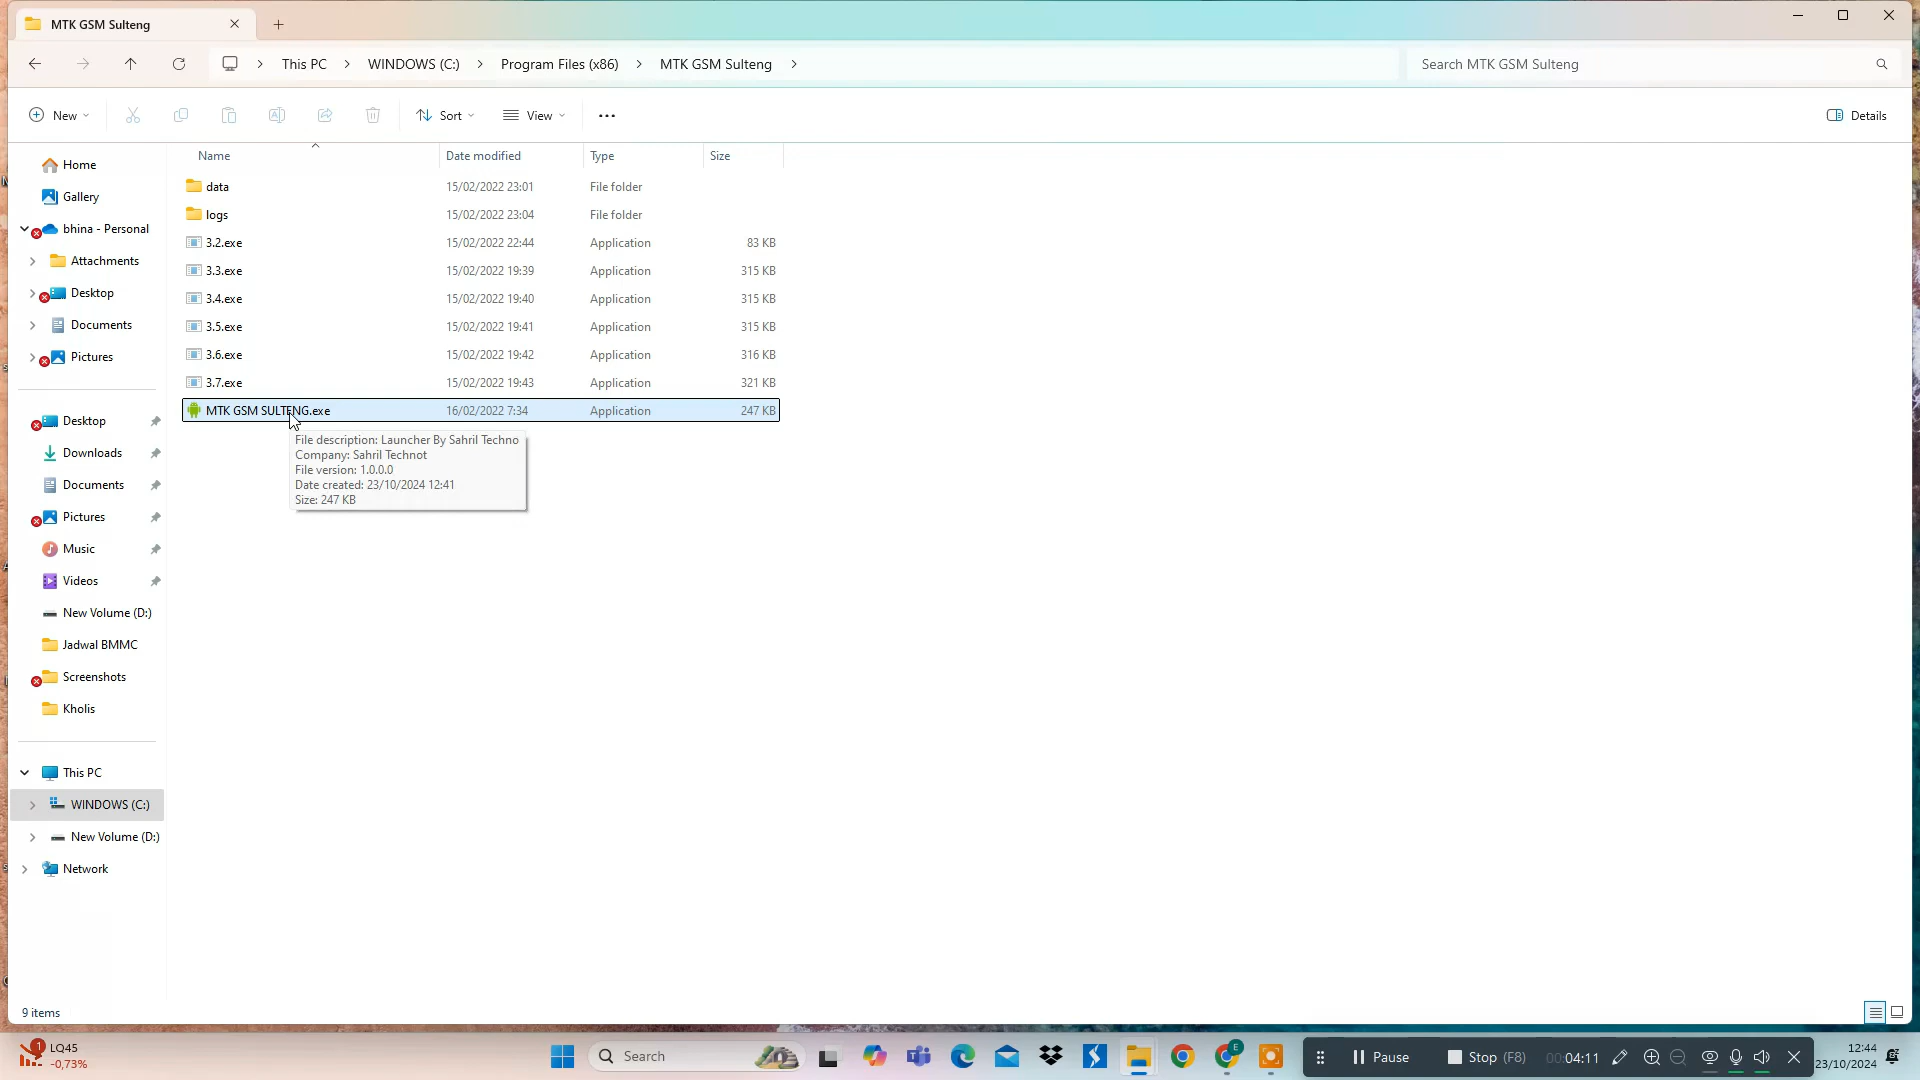 MTK GSM Sulteng
This PC
WINDOWS (C:)
Program Files (x86)
MTK GSM Sulteng
Search MTK GSM Sulteng
New
Sort
View
Details
Name
Date modified
Type
Size
data
15/02/2022 23:01
File folder
logs
15/02/2022 23:04
File folder
3.2.exe
15/02/2022 22:44
Application
83 KB
3.3.exe
15/02/2022 19:39
Application
315 KB
3.4.exe
15/02/2022 19:40
Application
315 KB
3.5.exe
15/02/2022 19:41
Application
315 KB
3.6.exe
15/02/2022 19:42
Application
316 KB
3.7.exe
15/02/2022 19:43
Application
321 KB
MTK GSM SULTENG.exe
16/02/2022 7:34
Application
247 KB
File description: Launcher By Sahril Techno
Company: Sahril Technot
File version: 1.0.0.0
Date created: 23/10/2024 12:41
Size: 247 KB
Home
Gallery
bhina - Personal
Attachments
Desktop
Documents
Pictures
Desktop
Downloads
Documents
Pictures
Music
Videos
New Volume (D:)
Jadwal BMMC
Screenshots
Kholis
This PC
WINDOWS (C:)
New Volume (D:)
Network
9 items
1
LQ45
-0,73%
Search
E
Pause
Stop (F8)
00:04:11
12:44
23/10/2024